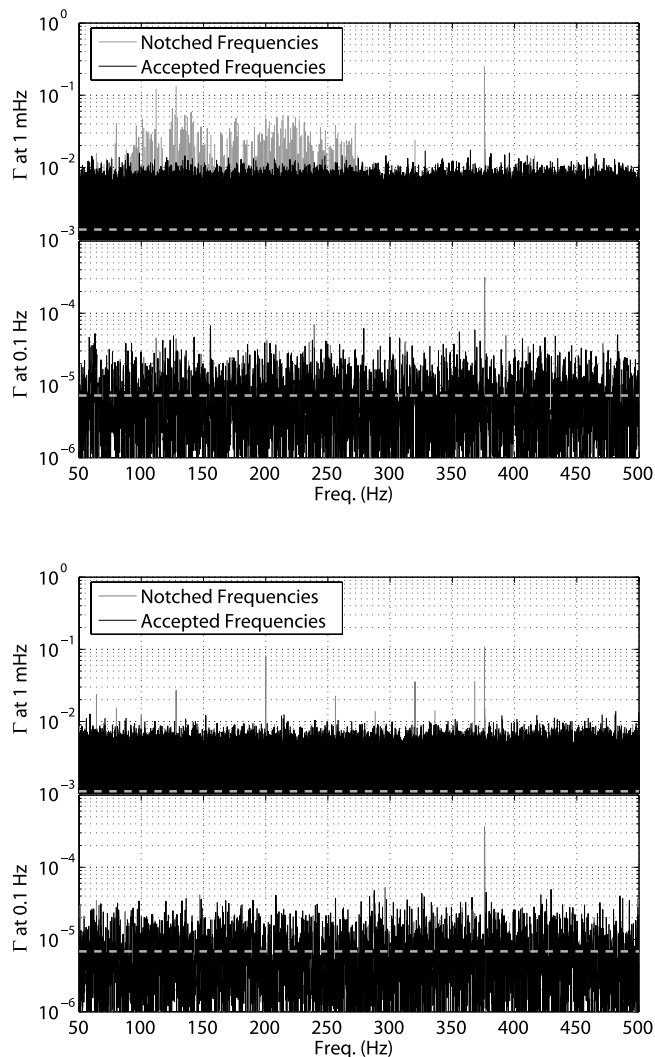 10^0
Notched Frequencies
Accepted Frequencies
10^-1
10^-2
10^-3
Γ at 1 mHz
10^-4
10^-5
10^-6
Γ at 0.1 Hz
50 100 150 200 250 300 350 400 450 500
Freq. (Hz)
10^0
Notched Frequencies
Accepted Frequencies
10^-1
10^-2
10^-3
Γ at 1 mHz
10^-4
10^-5
10^-6
Γ at 0.1 Hz
50 100 150 200 250 300 350 400 450 500
Freq. (Hz)